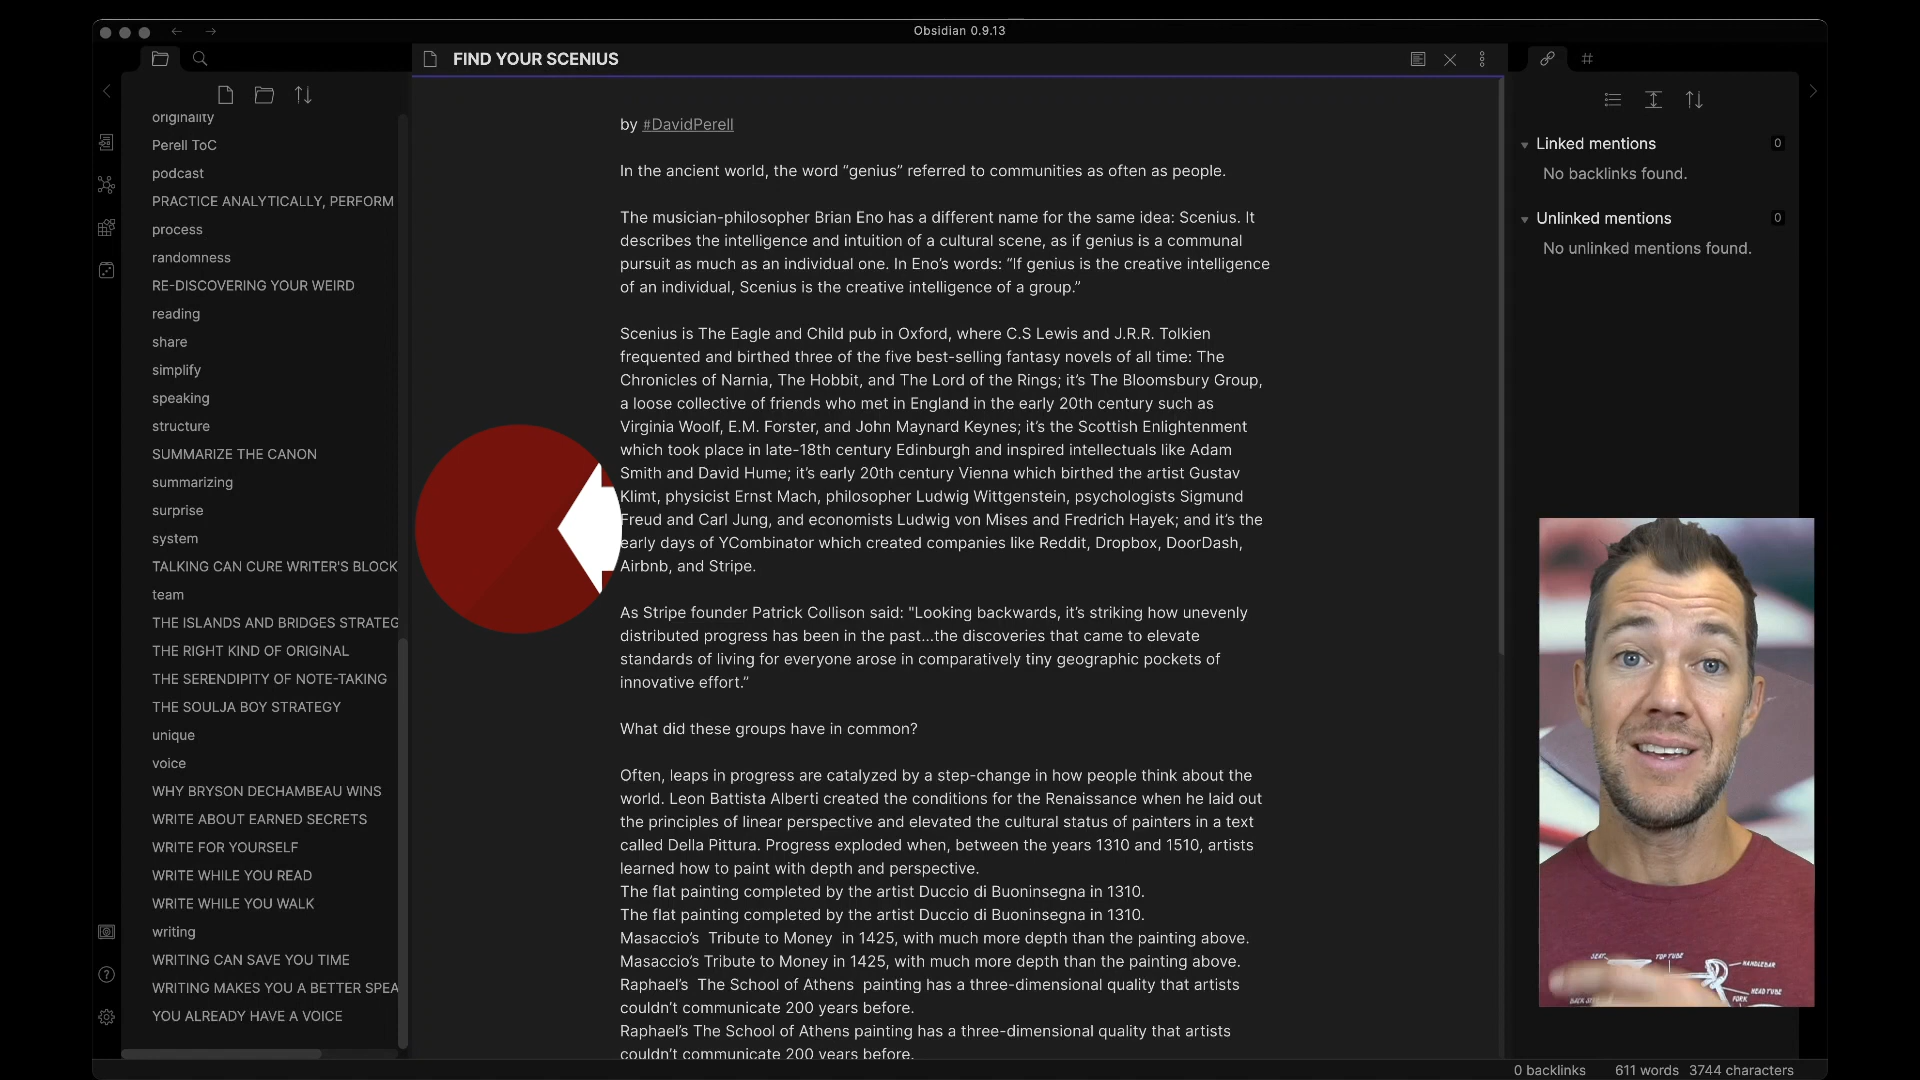 Obsidian 0.9.13
FIND YOUR SCENIUS
originality
Perell ToC
podcast
PRACTICE ANALYTICALLY, PERFORM
process
randomness
RE-DISCOVERING YOUR WEIRD
reading
share
simplify
speaking
structure
SUMMARIZE THE CANON
summarizing
surprise
system
TALKING CAN CURE WRITER'S BLOCK
team
THE ISLANDS AND BRIDGES STRATEG
THE RIGHT KIND OF ORIGINAL
THE SERENDIPITY OF NOTE-TAKING
THE SOULJA BOY STRATEGY
unique
voice
WHY BRYSON DECHAMBEAU WINS
WRITE ABOUT EARNED SECRETS
WRITE FOR YOURSELF
WRITE WHILE YOU READ
WRITE WHILE YOU WALK
writing
WRITING CAN SAVE YOU TIME
WRITING MAKES YOU A BETTER SPEA
YOU ALREADY HAVE A VOICE
by #DavidPerell
In the ancient world, the word “genius” referred to communities as often as people.
The musician-philosopher Brian Eno has a different name for the same idea: Scenius. It
describes the intelligence and intuition of a cultural scene, as if genius is a communal
pursuit as much as an individual one. In Eno’s words: “If genius is the creative intelligence
of an individual, Scenius is the creative intelligence of a group.”
Scenius is The Eagle and Child pub in Oxford, where C.S Lewis and J.R.R. Tolkien
frequented and birthed three of the five best-selling fantasy novels of all time: The
Chronicles of Narnia, The Hobbit, and The Lord of the Rings; it’s The Bloomsbury Group,
a loose collective of friends who met in England in the early 20th century such as
Virginia Woolf, E.M. Forster, and John Maynard Keynes; it’s the Scottish Enlightenment
which took place in late-18th century Edinburgh and inspired intellectuals like Adam
Smith and David Hume; it’s early 20th century Vienna which birthed the artist Gustav
Klimt, physicist Ernst Mach, philosopher Ludwig Wittgenstein, psychologists Sigmund
Freud and Carl Jung, and economists Ludwig von Mises and Fredrich Hayek; and it’s the
early days of YCombinator which created companies like Reddit, Dropbox, DoorDash,
Airbnb, and Stripe.
As Stripe founder Patrick Collison said: "Looking backwards, it’s striking how unevenly
distributed progress has been in the past…the discoveries that came to elevate
standards of living for everyone arose in comparatively tiny geographic pockets of
innovative effort.”
What did these groups have in common?
Often, leaps in progress are catalyzed by a step-change in how people think about the
world. Leon Battista Alberti created the conditions for the Renaissance when he laid out
the principles of linear perspective and elevated the cultural status of painters in a text
called Della Pittura. Progress exploded when, between the years 1310 and 1510, artists
learned how to paint with depth and perspective.
The flat painting completed by the artist Duccio di Buoninsegna in 1310.
The flat painting completed by the artist Duccio di Buoninsegna in 1310.
Masaccio’s  Tribute to Money  in 1425, with much more depth than the painting above.
Masaccio’s Tribute to Money in 1425, with much more depth than the painting above.
Raphael’s  The School of Athens  painting has a three-dimensional quality that artists
couldn’t communicate 200 years before.
Raphael’s The School of Athens painting has a three-dimensional quality that artists
couldn’t communicate 200 years before.
Linked mentions 0
No backlinks found.
Unlinked mentions 0
No unlinked mentions found.
SEAT
TOP TUBE
HANDLEBAR
HEAD TUBE
FORK
0 backlinks 611 words 3744 characters